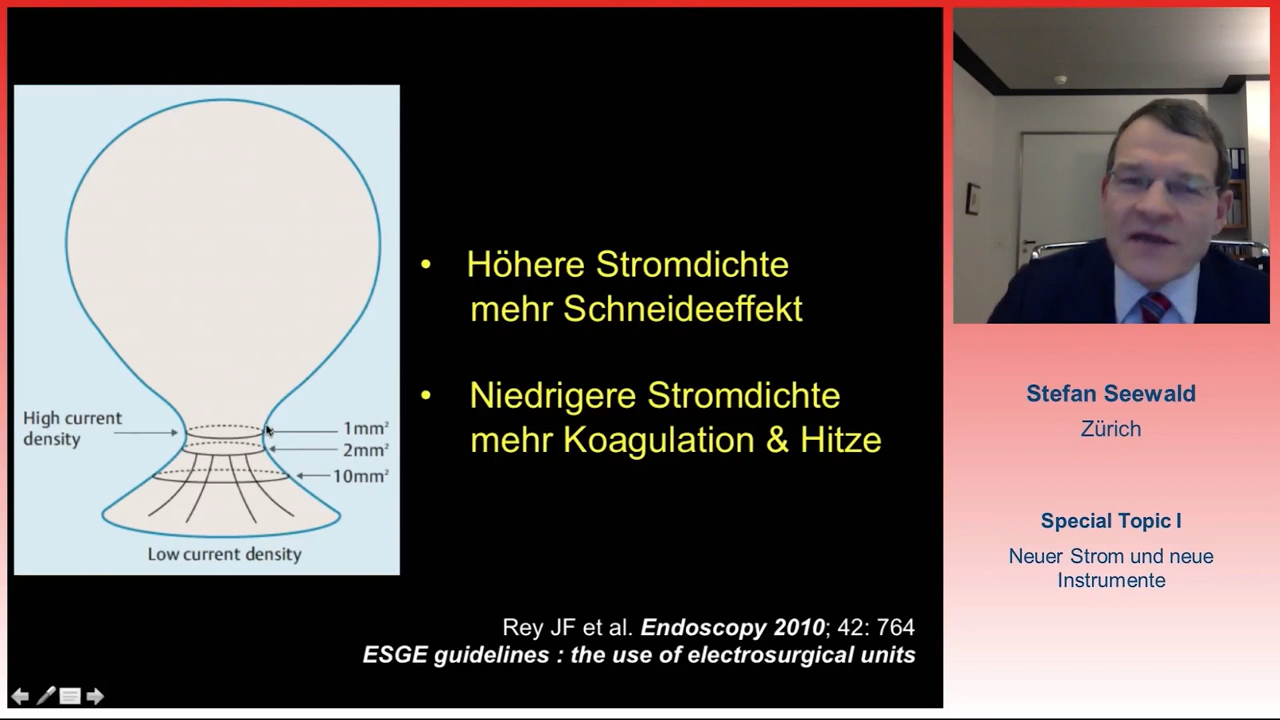 High current
density
1mm²
2mm²
10mm²
Low current density
• Höhere Stromdichte
mehr Schneideeffekt
• Niedrigere Stromdichte
mehr Koagulation & Hitze
Rey JF et al. Endoscopy 2010; 42: 764
ESGE guidelines : the use of electrosurgical units
Stefan Seewald
Zürich
Special Topic I
Neuer Strom und neue
Instrumente